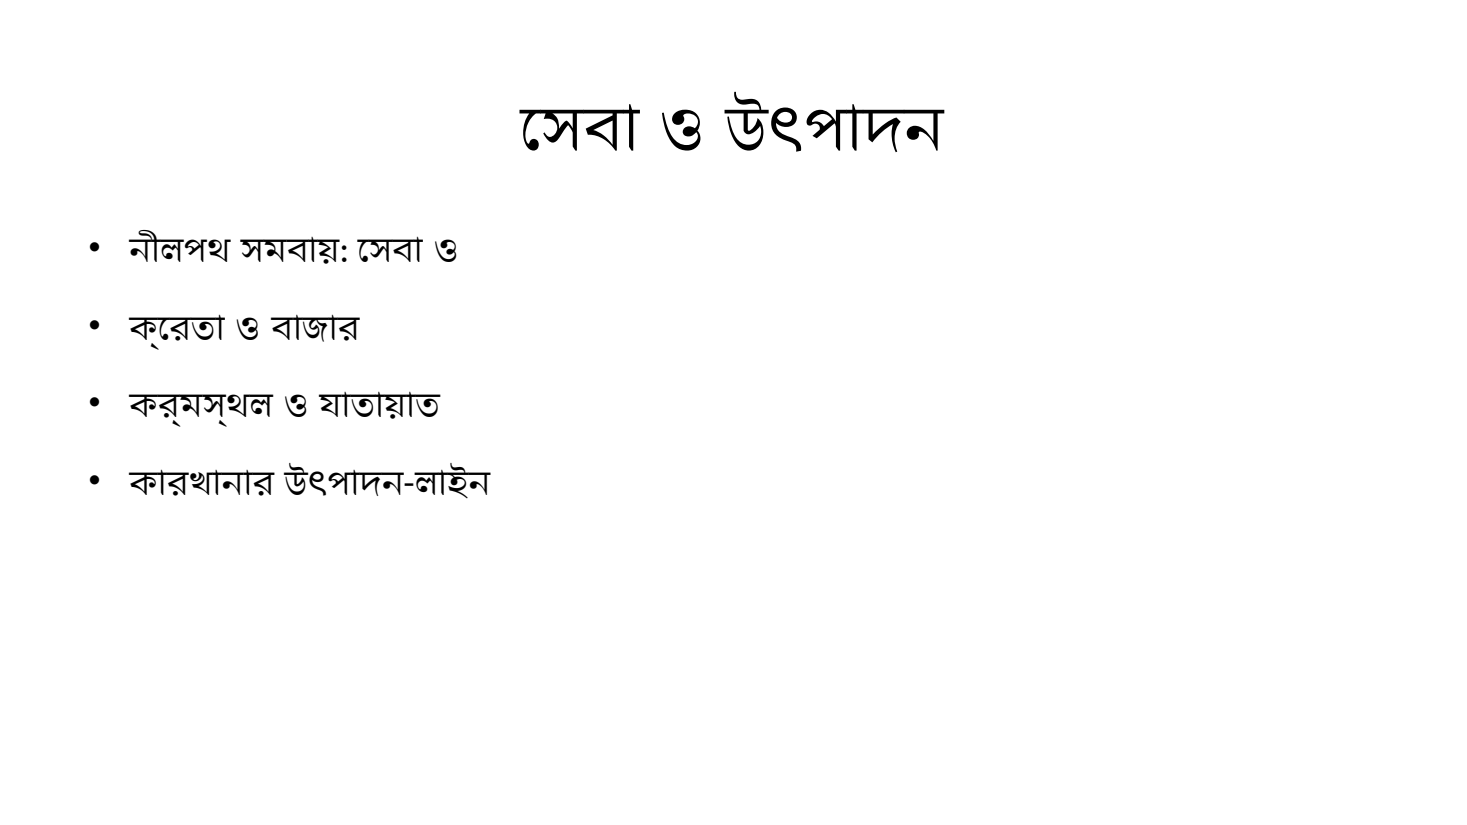 সেবা ও উৎপাদন
• নীলপথ সমবায়: সেবা ও
• ক্রেতা ও বাজার
• কর্মস্থল ও যাতায়াত
• কারখানার উৎপাদন-লাইন